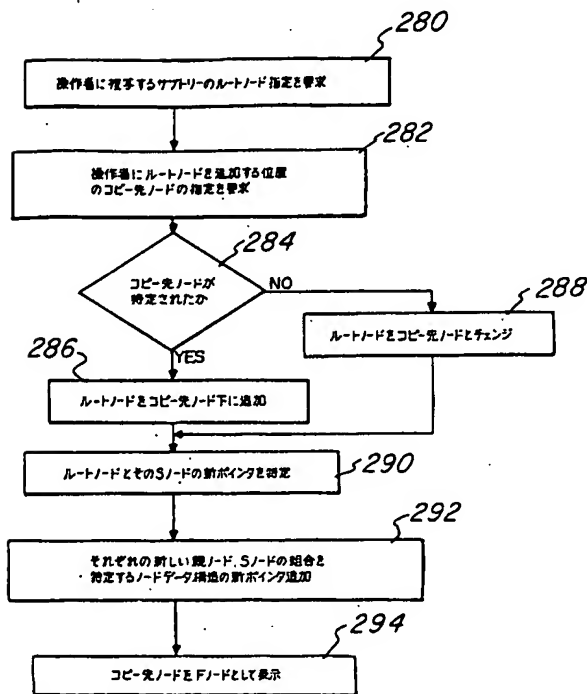 280
操作者に複写するサブトリーのルートノード指定を要求
282
操作者にルートノードを追加する位置
のコピー先ノードの指定を要求
284
コピー先ノードが
特定されたか
NO
288
ルートノードをコピー先ノードとチェンジ
286
YES
ルートノードをコピー先ノード下に追加
ルートノードとそのSノードの新ポインタを特定
290
292
それぞれの新しい親ノード、Sノードの組合を
特定するノードデータ構造の新ポインタ追加
294
コピー先ノードをFノードとして表示